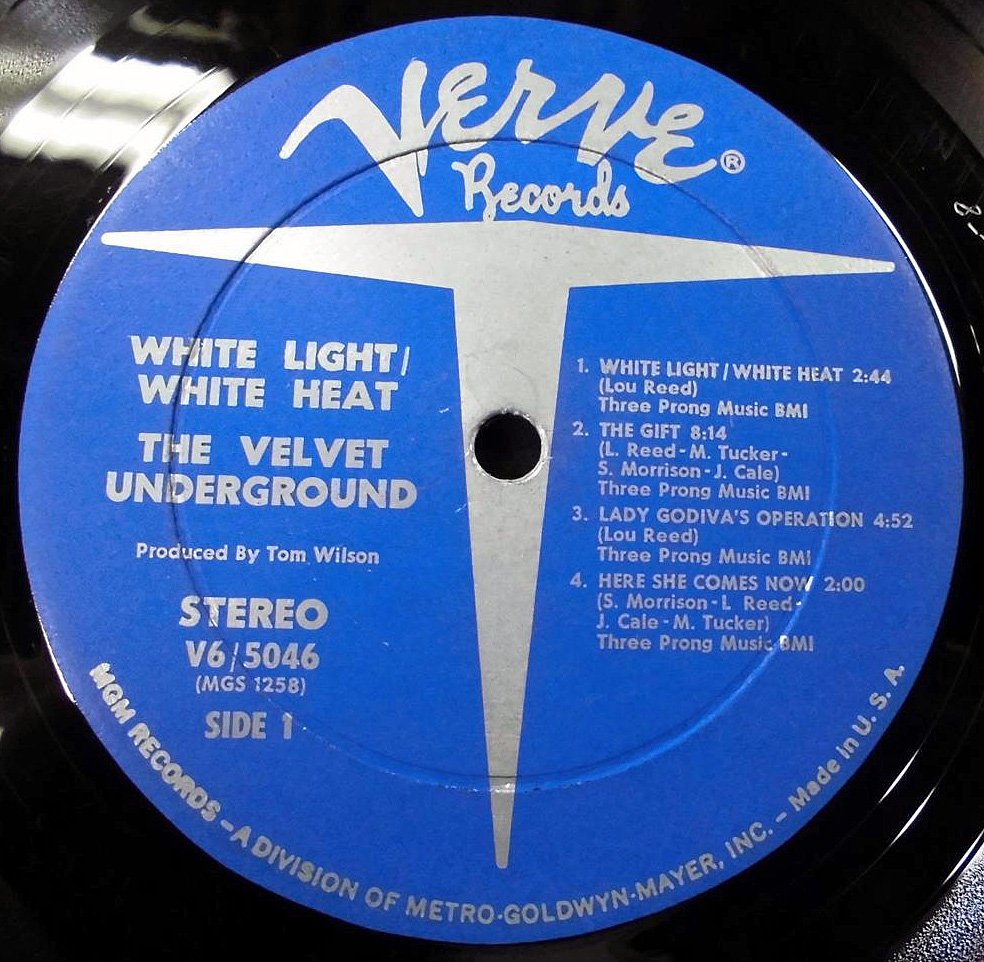 Verve®
Records
WHITE LIGHT/
WHITE HEAT
THE VELVET
UNDERGROUND
Produced By Tom Wilson
STEREO
V6/5046
(MGS 1258)
SIDE 1
1. WHITE LIGHT/WHITE HEAT 2:44
(Lou Reed)
Three Prong Music BMI
2. THE GIFT 8:14
(L. Reed-M. Tucker-
S. Morrison-J. Cale)
Three Prong Music BMI
3. LADY GODIVA'S OPERATION 4:52
(Lou Reed)
Three Prong Music BMI
4. HERE SHE COMES NOW 2:00
(S. Morrison-L Reed-
J. Cale-M. Tucker)
Three Prong Music BMI
MGM RECORDS – A DIVISION OF METRO-GOLDWYN-MAYER, INC. – Made in U. S. A.